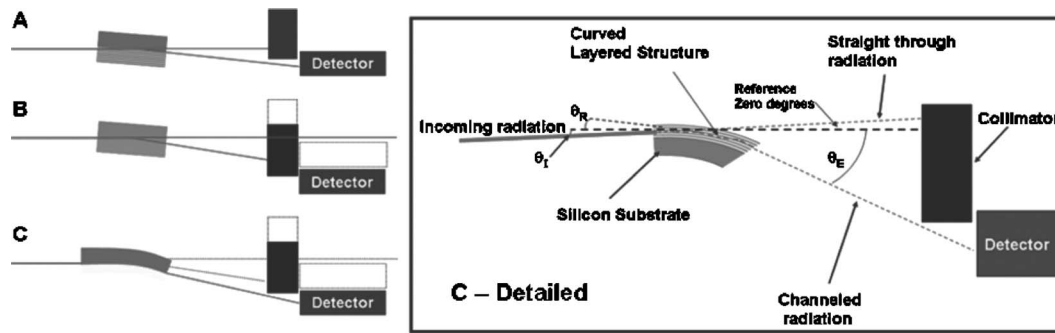 A
Detector
B
Detector
C
Detector
Curved
Layered Structure
Straight through
radiation
Reference
Zero degrees
θR
Incoming radiation
Collimator
θI
θE
Silicon Substrate
Detector
C – Detailed
Channeled
radiation